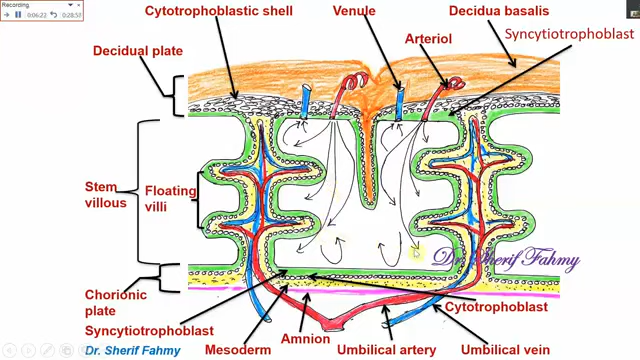 Recording
0:06:22
0:28:50
Cytotrophoblastic shell
Venule
Decidua basalis
Arteriol
Syncytiotrophoblast
Decidual plate
Stem
villous
Floating
villi
Dr. Sherif Fahmy
Chorionic
plate
Cytotrophoblast
Syncytiotrophoblast
Amnion
Dr. Sherif Fahmy
Mesoderm
Umbilical artery
Umbilical vein